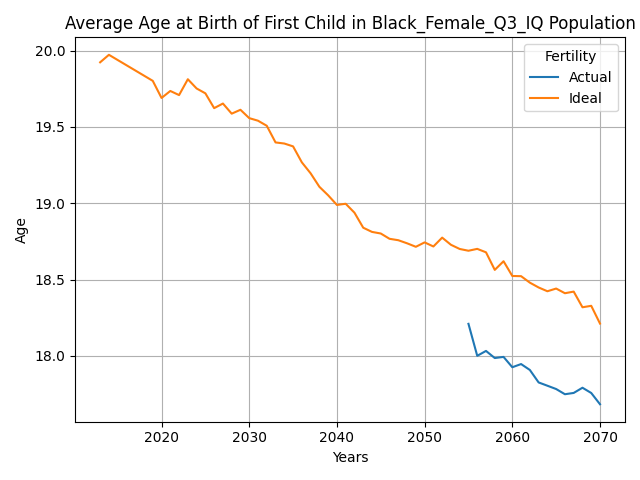 Average Age at Birth of First Child in Black_Female_Q3_IQ Population
Fertility
Actual
Ideal
20.0
19.5
19.0
18.5
18.0
Age
2020 2030 2040 2050 2060 2070
Years